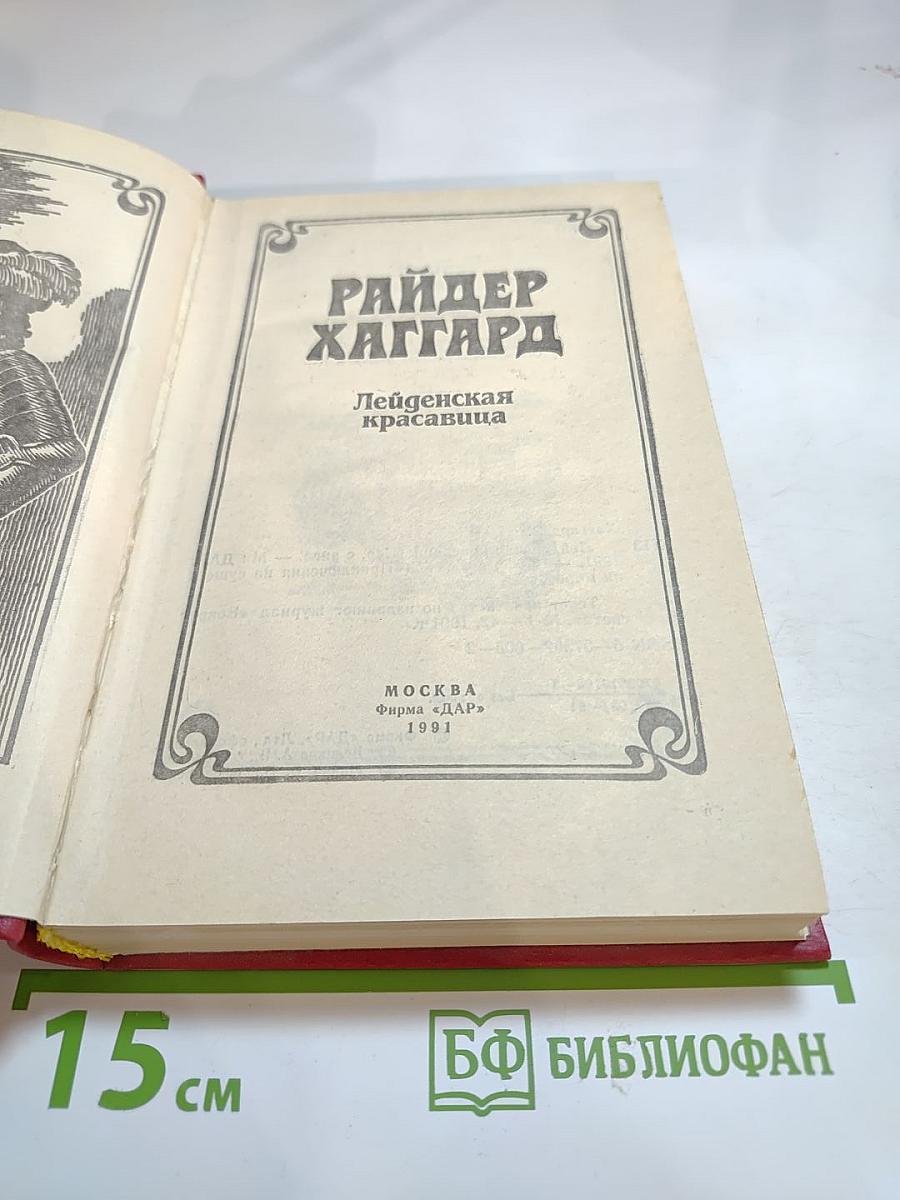 РАЙДЕР
ХАГГАРД
Лейденская
красавица
МОСКВА
Фирма «ДАР»
1991
15 см
БФ БИБЛИОФАН